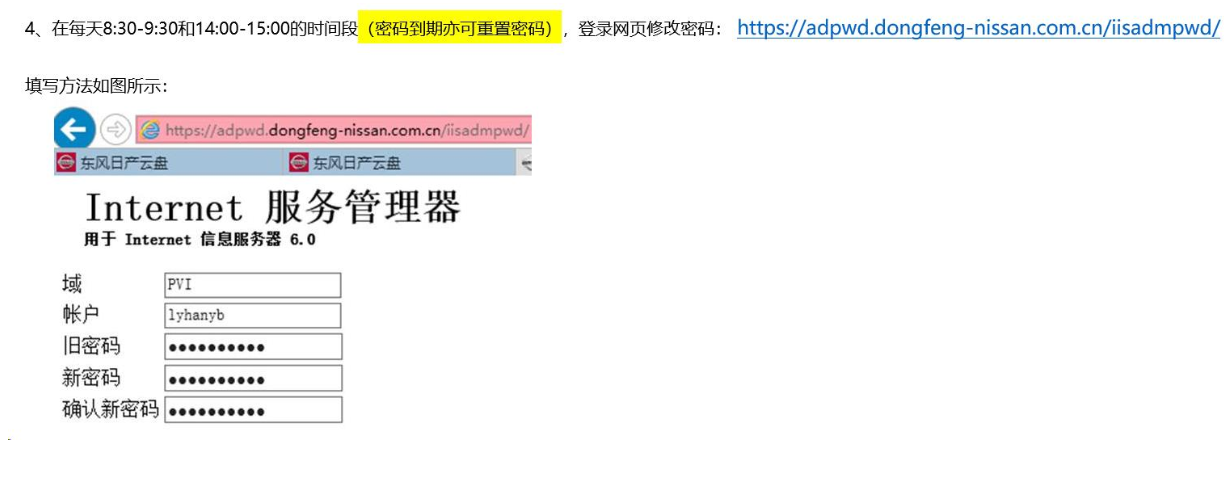 4、在每天8:30-9:30和14:00-15:00的时间段（密码到期亦可重置密码），登录网页修改密码： https://adpwd.dongfeng-nissan.com.cn/iisadmpwd/
填写方法如图所示：
https://adpwd.dongfeng-nissan.com.cn/iisadmpwd/
东风日产云盘 东风日产云盘
Internet 服务管理器
用于 Internet 信息服务器 6.0
域 PVI
帐户 lyhanyb
旧密码 ●●●●●●●●●●
新密码 ●●●●●●●●●●
确认新密码 ●●●●●●●●●●